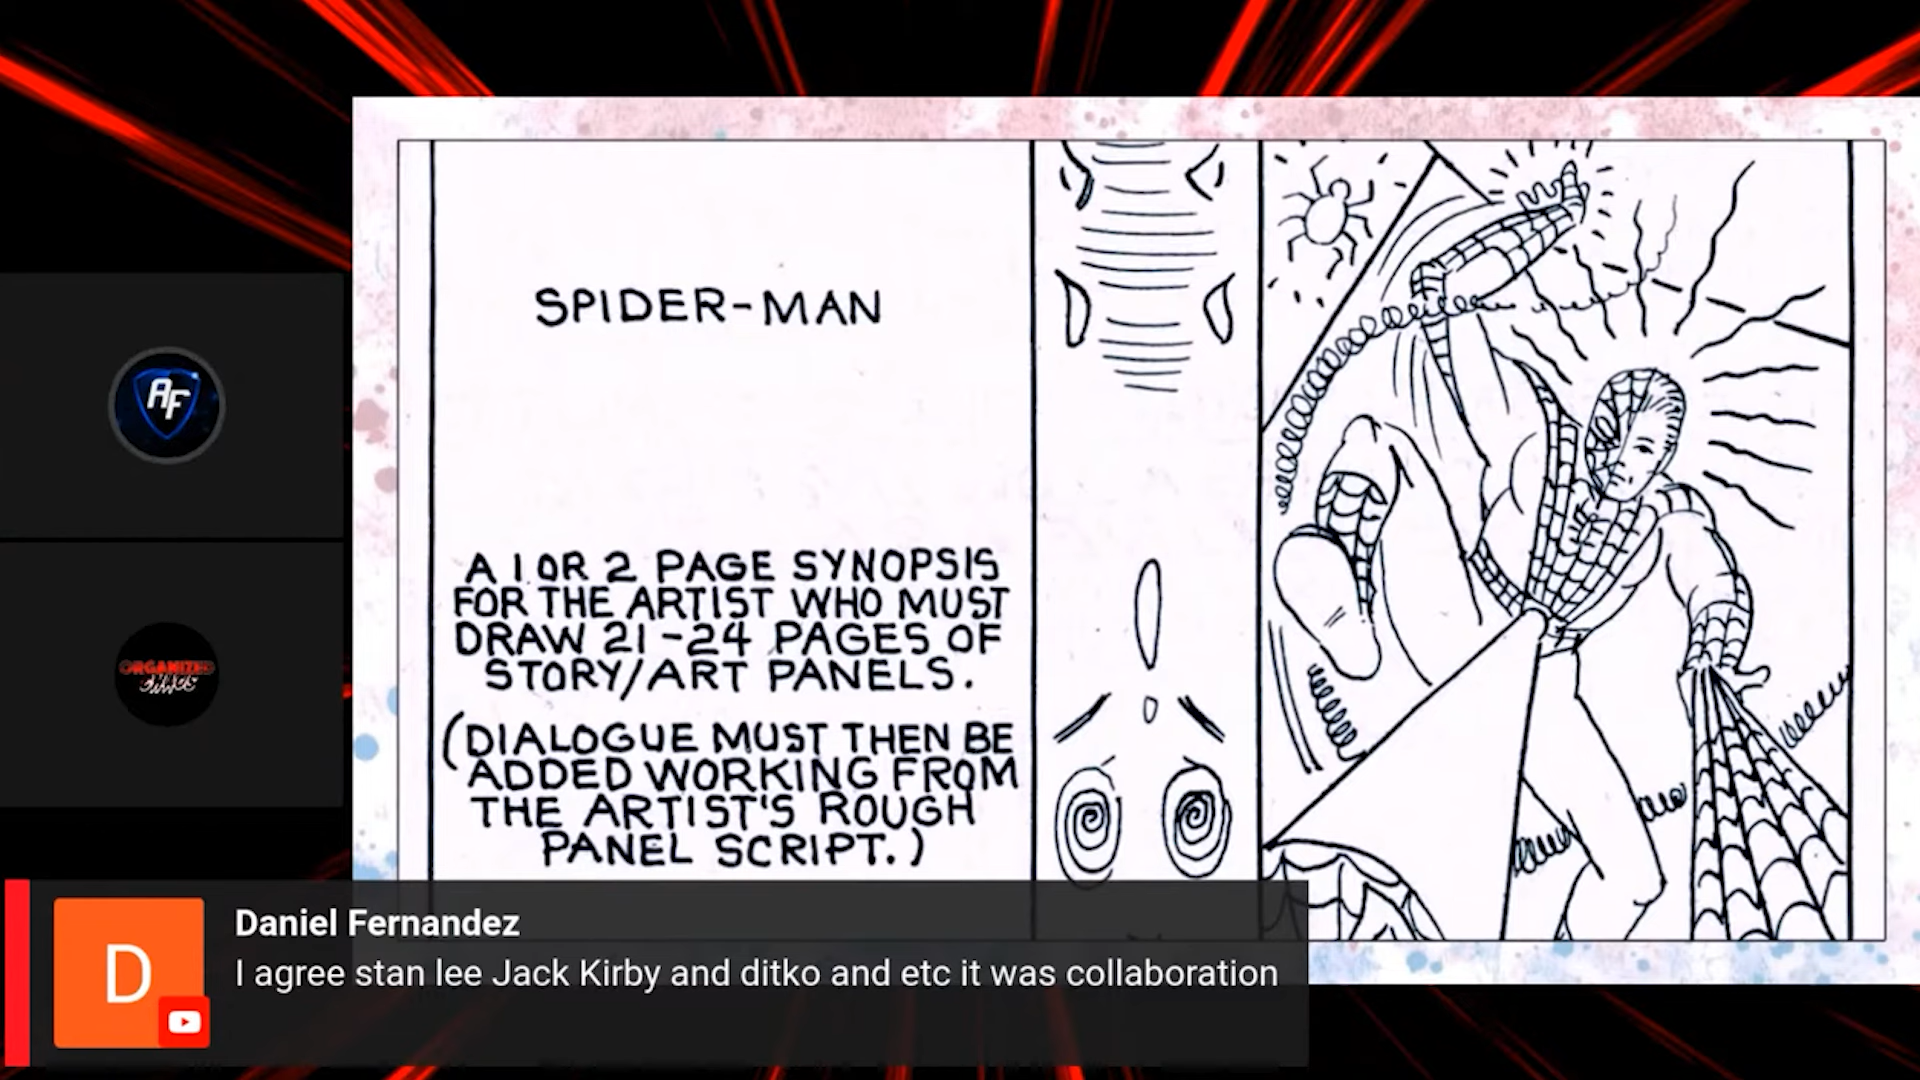 SPIDER-MAN
A 1 OR 2 PAGE SYNOPSIS
FOR THE ARTIST WHO MUST
DRAW 21-24 PAGES OF
STORY/ART PANELS.
(DIALOGUE MUST THEN BE
ADDED WORKING FROM
THE ARTIST'S ROUGH
PANEL SCRIPT.)
AF
ORGANIZED
D
Daniel Fernandez
I agree stan lee Jack Kirby and ditko and etc it was collaboration